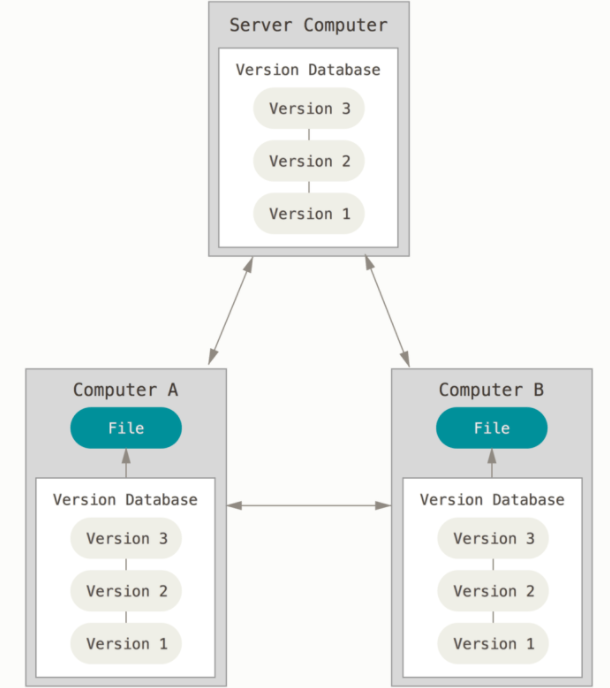 Server Computer
Version Database
Version 3
Version 2
Version 1
Computer A
File
Version Database
Version 3
Version 2
Version 1
Computer B
File
Version Database
Version 3
Version 2
Version 1